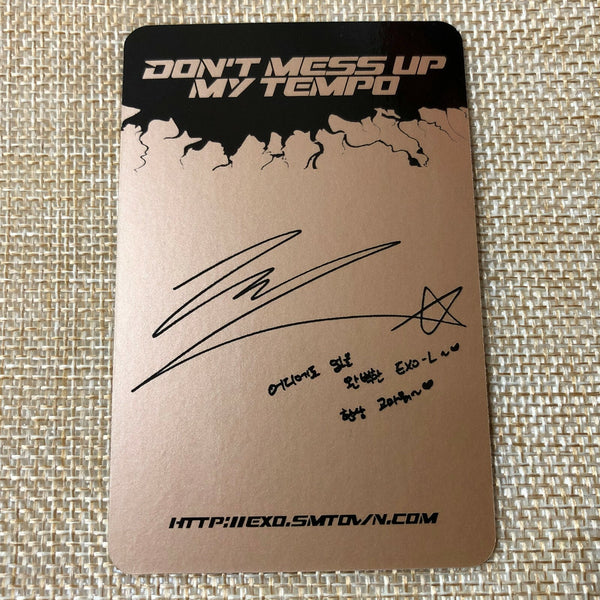 DON'T MESS UP
MY TEMPO
어디에도 없을
완벽한 EXO-L~♥
항상 고마워~♥
HTTP://EXO.SMTOWN.COM